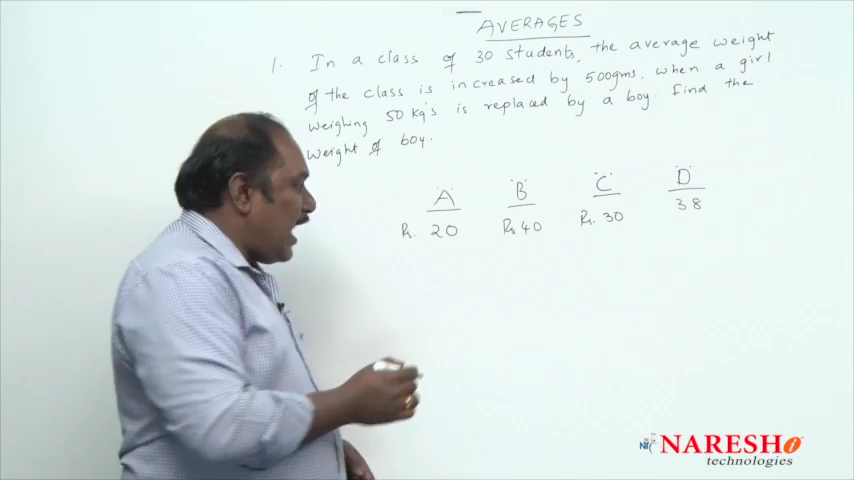 AVERAGES
1. In a class of 30 students, the average weight
of the class is increased by 500gms, when a girl
weighing 50 kg's is replaced by a boy. Find the
weight of boy.
'A' 'B' 'C' 'D'
Rs. 20 Rs. 40 Rs. 30 38
NARESH i
technologies